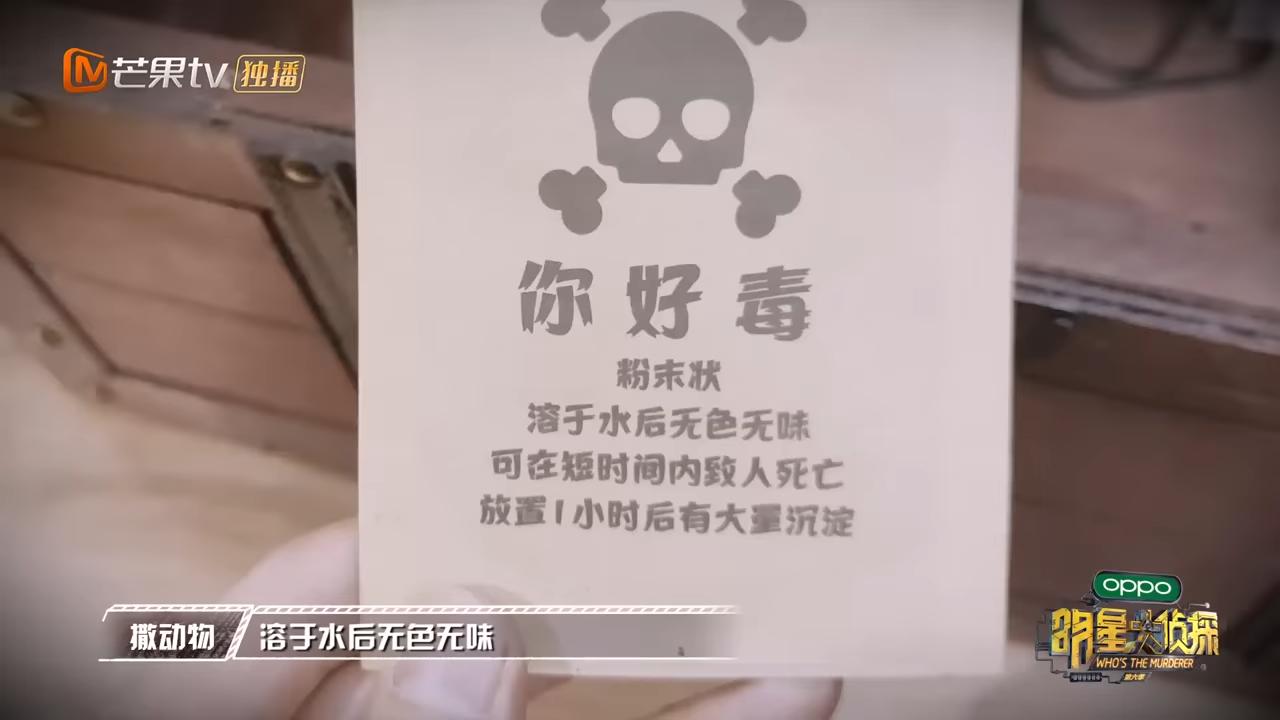 芒果tv 独播
你好毒
粉末状
溶于水后无色无味
可在短时间内致人死亡
放置1小时后有大量沉淀
撒动物 溶于水后无色无味
oppo
明星大侦探
WHO'S THE MURDERER
第六季